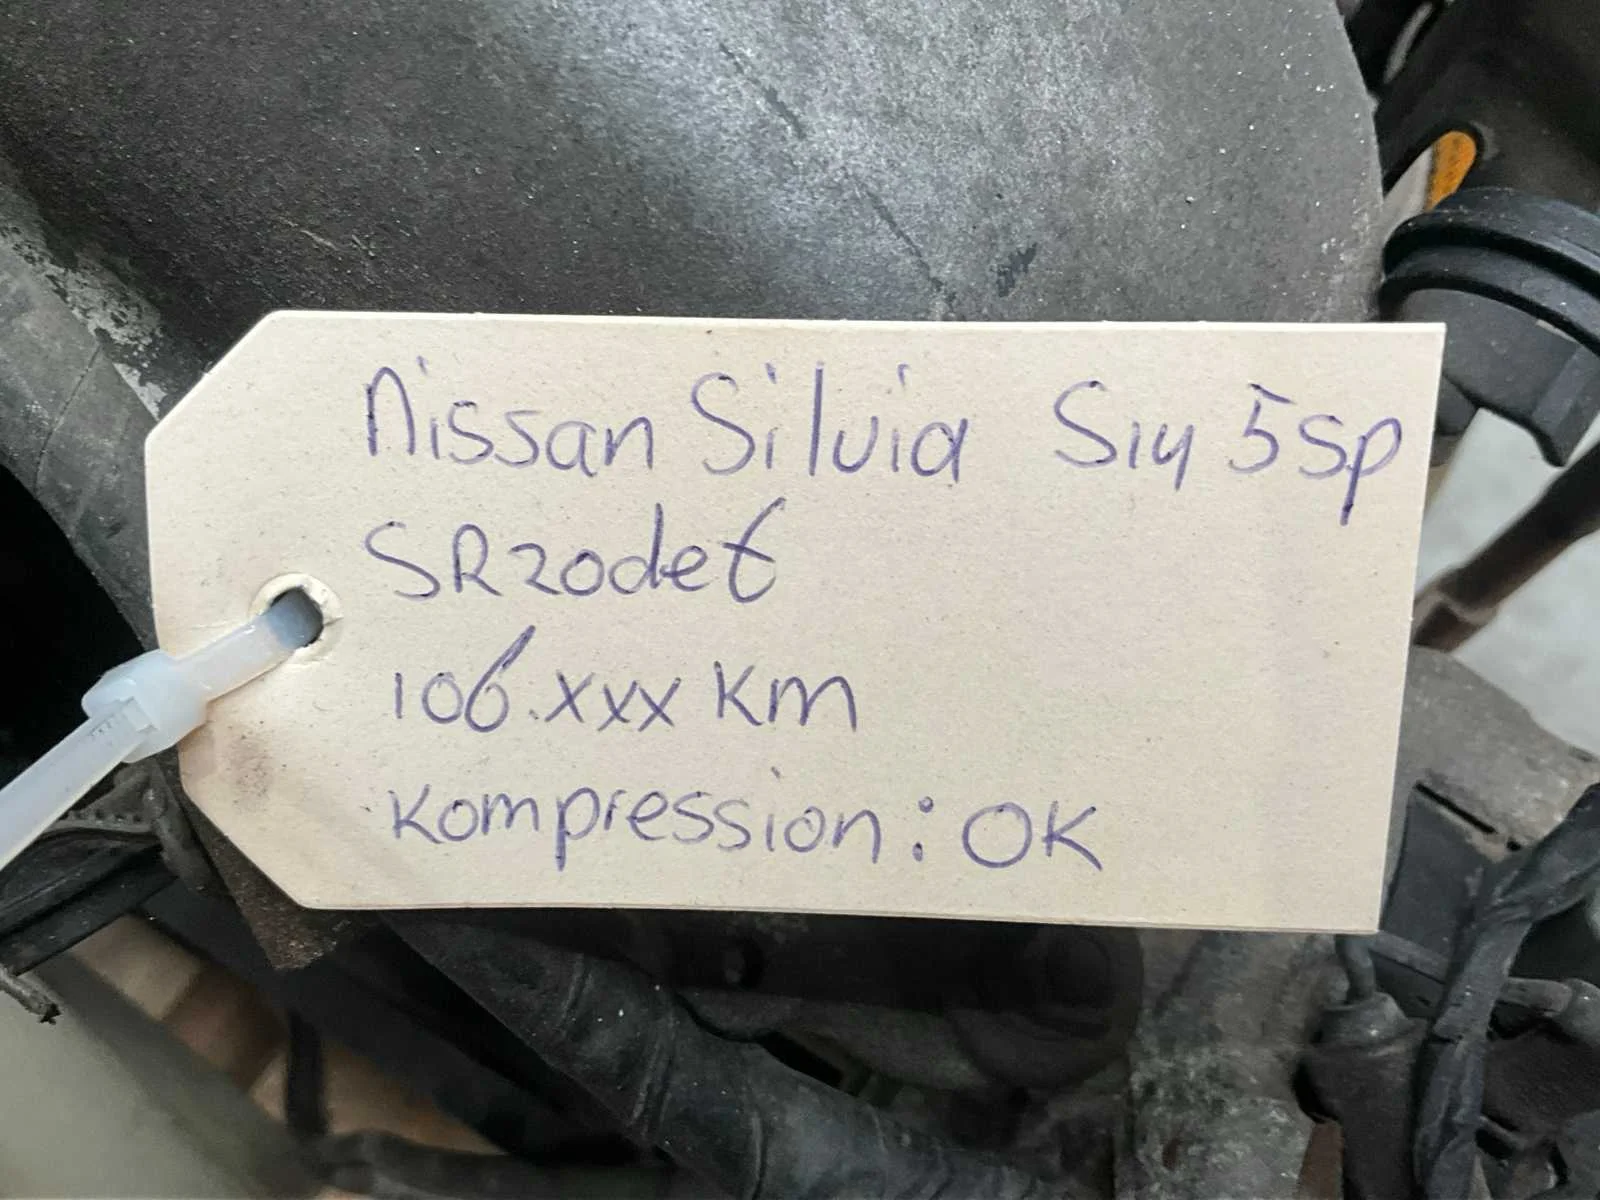 Nissan Silvia S14 5sp
SR20det
106.xxx Km
Kompression: OK